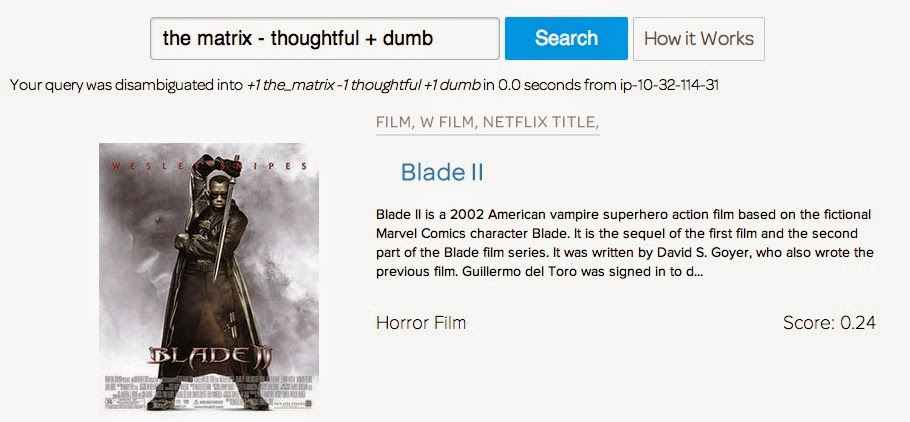 the matrix - thoughtful + dumb
Search
How it Works
Your query was disambiguated into +1 the_matrix -1 thoughtful +1 dumb in 0.0 seconds from ip-10-32-114-31
FILM, W FILM, NETFLIX TITLE,
WESLEY SNIPES
Blade II
Blade II is a 2002 American vampire superhero action film based on the fictional
Marvel Comics character Blade. It is the sequel of the first film and the second
part of the Blade film series. It was written by David S. Goyer, who also wrote the
previous film. Guillermo del Toro was signed in to d...
Horror Film
Score: 0.24
BLADE II